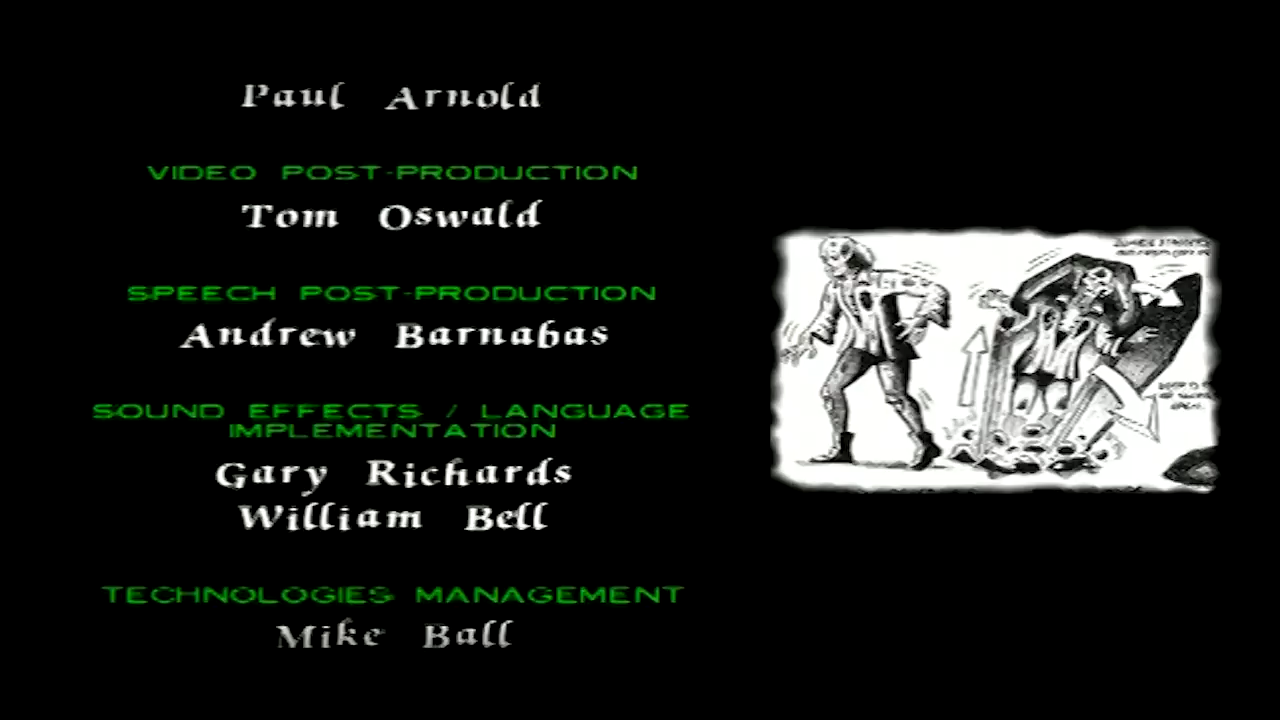 Paul Arnold
VIDEO POST-PRODUCTION
Tom Oswald
SPEECH POST-PRODUCTION
Andrew Barnabas
SOUND EFFECTS / LANGUAGE
IMPLEMENTATION
Gary Richards
William Bell
TECHNOLOGIES MANAGEMENT
Mike Ball